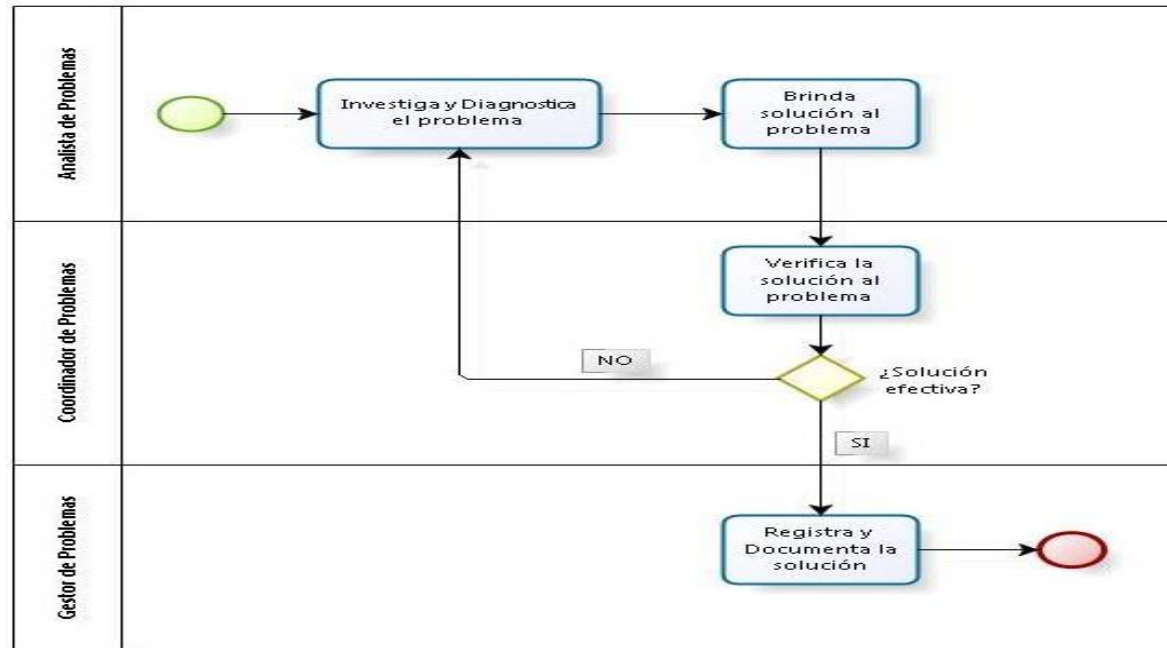 Analista de Problemas
Investiga y Diagnostica
el problema
Brinda
solución al
problema
Coordinador de Problemas
Verifica la
solución al
problema
NO
¿Solución
efectiva?
SI
Gestor de Problemas
Registra y
Documenta la
solución